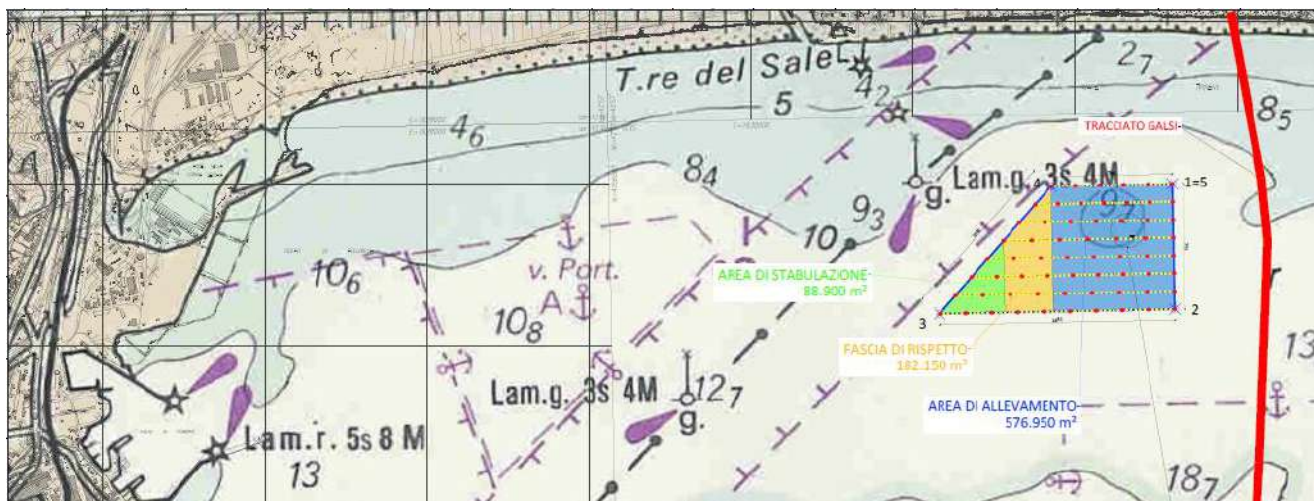 T.re del Sale
4₂
2₇
5
8₅
TRACCIATO GALSI
4₆
8₄
Lam.g. 3s 4M
1=5
g.
9₃
10
AREA DI STABULAZIONE
88.900 m²
10₆
v. Port.
A
10₈
3
2
FASCIA DI RISPETTO
182.150 m²
13
Lam.g. 3s 4M
12₇
g.
AREA DI ALLEVAMENTO
576.950 m²
Lam.r. 5s 8 M
13
18₇
r